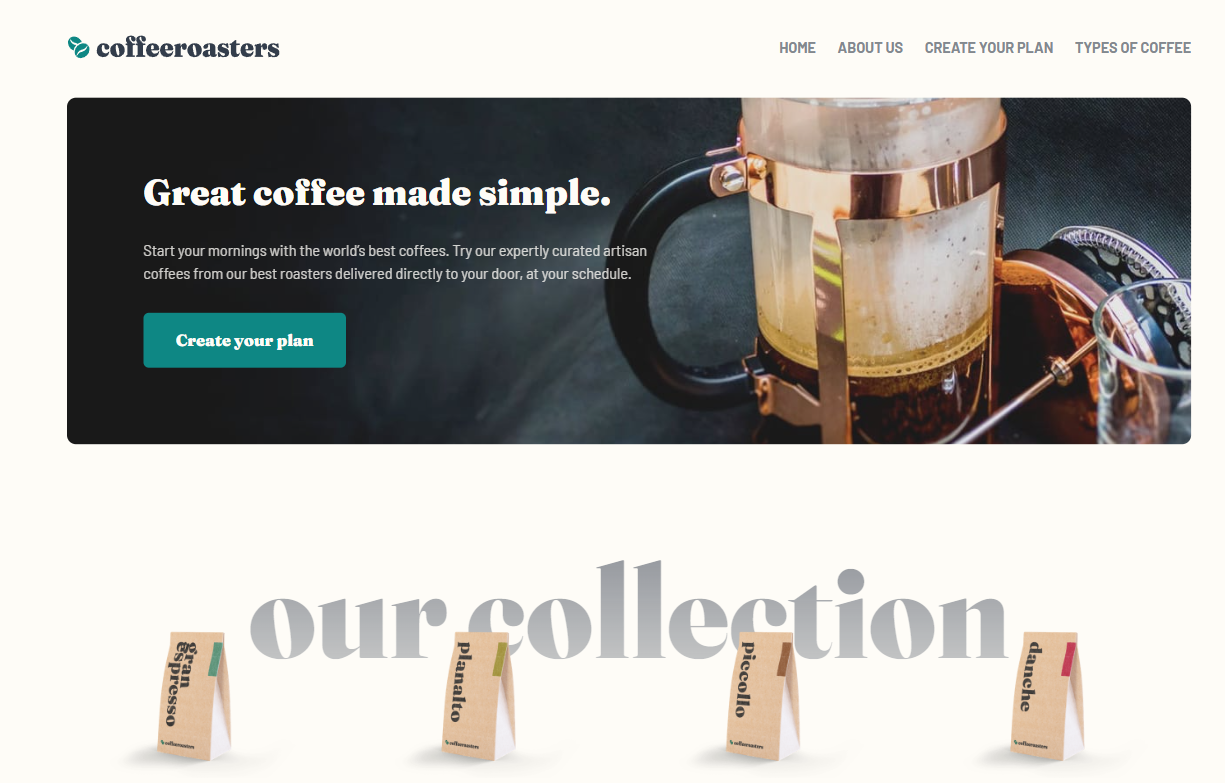 coffeeroasters
HOME ABOUT US CREATE YOUR PLAN TYPES OF COFFEE
Great coffee made simple.
Start your mornings with the world’s best coffees. Try our expertly curated artisan
coffees from our best roasters delivered directly to your door, at your schedule.
Create your plan
our collection
gran
espresso
planalto
piccollo
danche
coffeeroasters
coffeeroasters
coffeeroasters
coffeeroasters